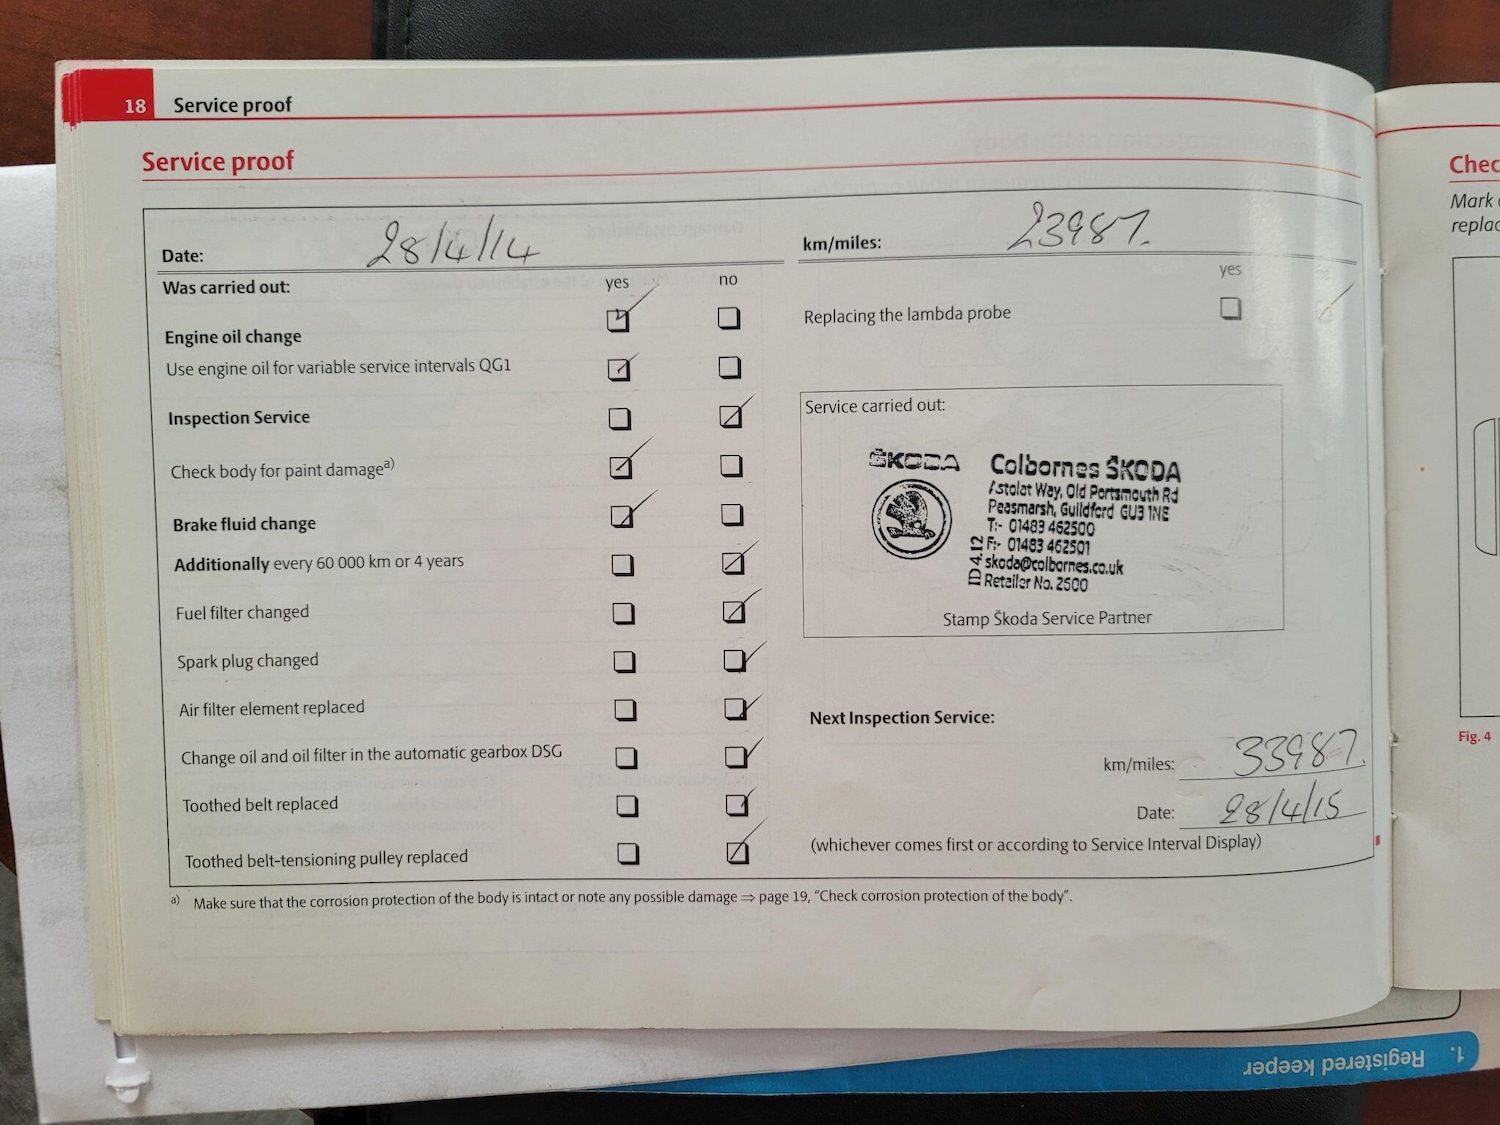 18 Service proof
Service proof
Date: 28/4/14
Was carried out: yes no
Engine oil change
Use engine oil for variable service intervals QG1
Inspection Service
Check body for paint damage a)
Brake fluid change
Additionally every 60 000 km or 4 years
Fuel filter changed
Spark plug changed
Air filter element replaced
Change oil and oil filter in the automatic gearbox DSG
Toothed belt replaced
Toothed belt-tensioning pulley replaced
km/miles: 23987.
yes
Replacing the lambda probe
Service carried out:
ŠKODA
Colbornes ŠKODA
Astolat Way, Old Portsmouth Rd
Peasmarsh, Guildford GU3 1NE
T:- 01483 462500
F:- 01483 462501
skoda@colbornes.co.uk
Retailer No. 2600
ID 4.12
Stamp Škoda Service Partner
Next Inspection Service:
km/miles: 33987.
Date: 28/4/15
(whichever comes first or according to Service Interval Display)
a) Make sure that the corrosion protection of the body is intact or note any possible damage ⇒ page 19, “Check corrosion protection of the body”.
Chec
Mark
replac
Fig. 4
1. Registered keeper